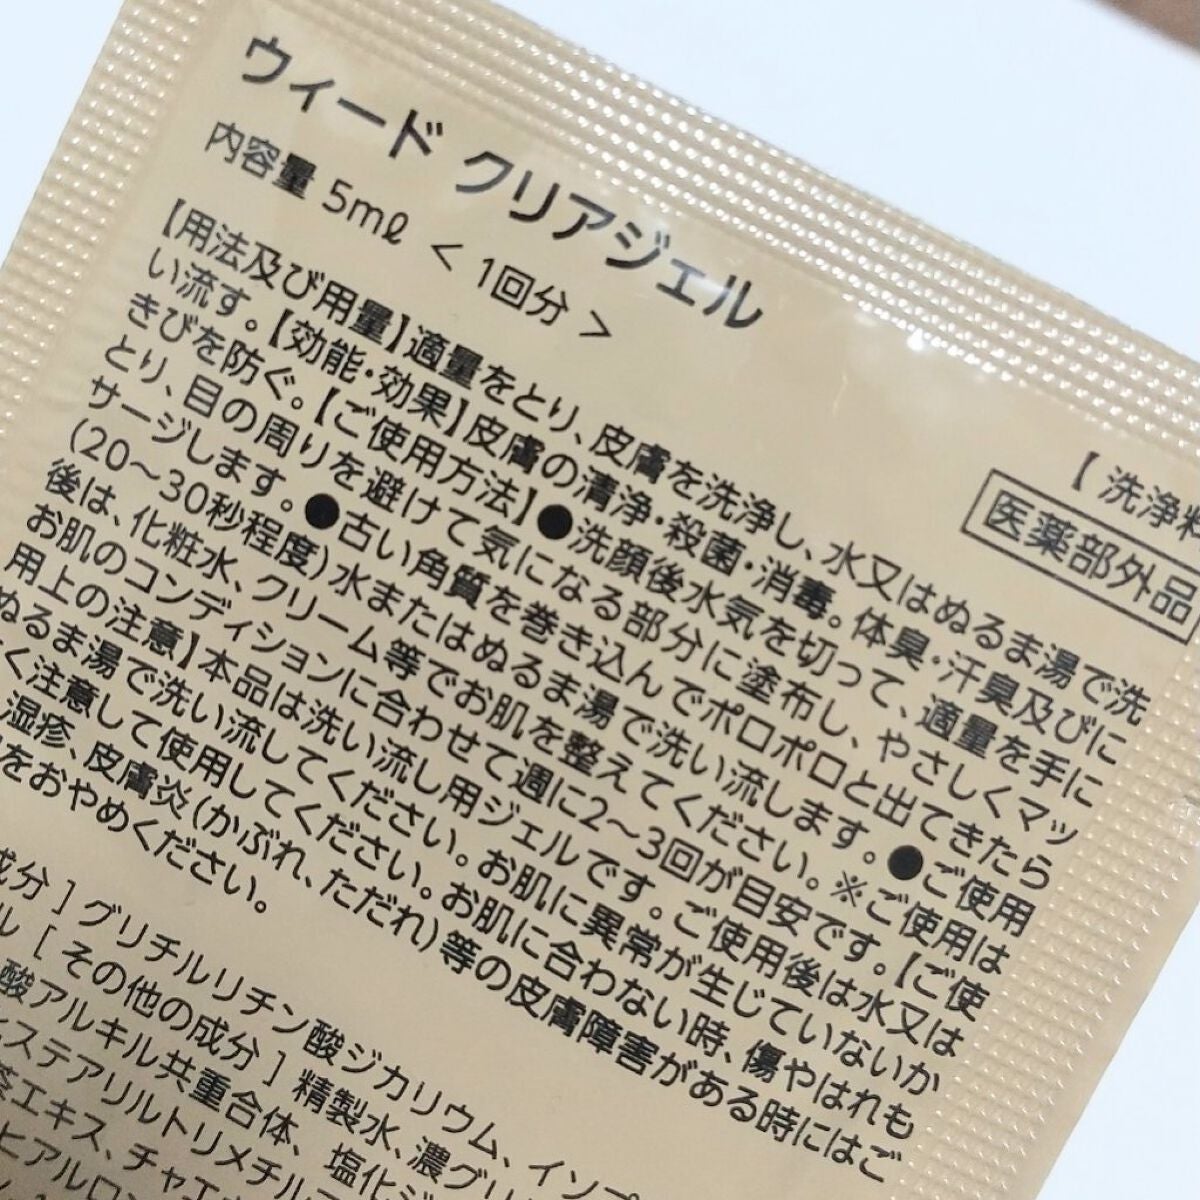 ウィード クリアジェル
内容量 5mℓ < 1回分 >
【洗浄料
医薬部外品
【用法及び用量】適量をとり、皮膚を洗浄し、水又はぬるま湯で洗
い流す。【効能・効果】皮膚の清浄・殺菌・消毒。体臭・汗臭及びに
きびを防ぐ。【ご使用方法】●洗顔後水気を切って、適量を手に
とり、目の周りを避けて気になる部分に塗布し、やさしくマッ
サージします。●古い角質を巻き込んでポロポロと出てきたら
(20～30秒程度)水またはぬるま湯で洗い流します。●ご使用
後は、化粧水、クリーム等でお肌を整えてください。※ご使用は
お肌のコンディションに合わせて週に2～3回が目安です。【ご使
用上の注意】本品は洗い流し用ジェルです。ご使用後は水又は
ぬるま湯で洗い流してください。お肌に異常が生じていないか
く注意して使用してください。お肌に合わない時、傷やはれも
湿疹、皮膚炎(かぶれ、ただれ)等の皮膚障害がある時にはご
をおやめください。
成分］グリチルリチン酸ジカリウム、イソプ
ル［その他の成分］精製水、濃グリ
酸アルキル共重合体、塩化ジ
ステアリルトリメチル
茶エキス、チャエ
ヒアルロン